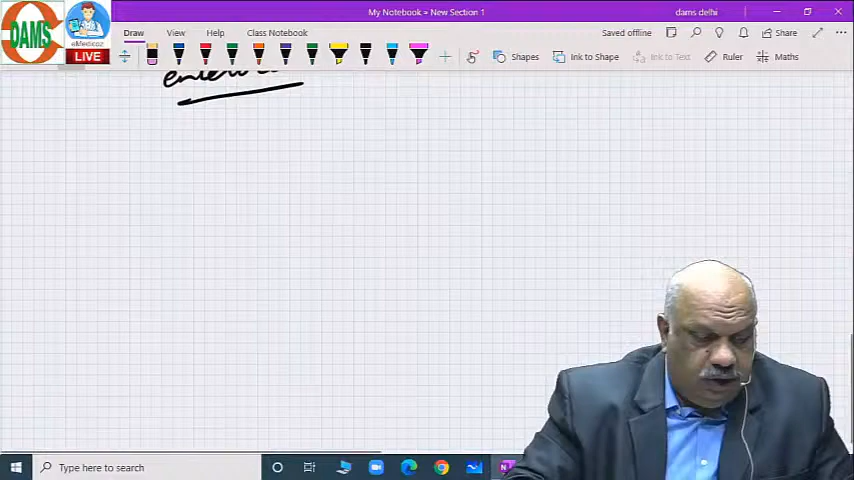 My Notebook » New Section 1
dams delhi
DAMS
eMedicoz
LIVE
Draw
View
Help
Class Notebook
Saved offline
Share
Shapes
Ink to Shape
Ink to Text
Ruler
Maths
Type here to search